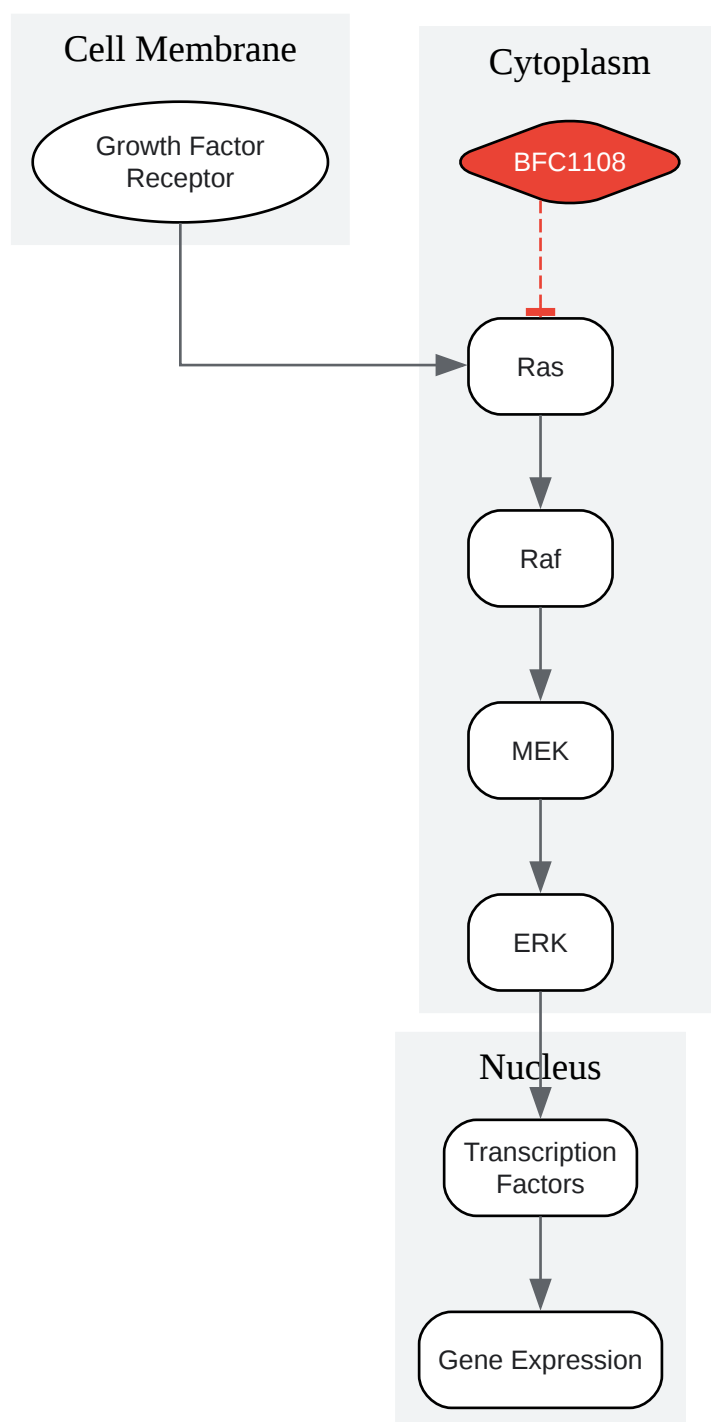 Cell Membrane
Growth Factor
Receptor
Cytoplasm
BFC1108
Ras
Raf
MEK
ERK
Nucleus
Transcription
Factors
Gene Expression